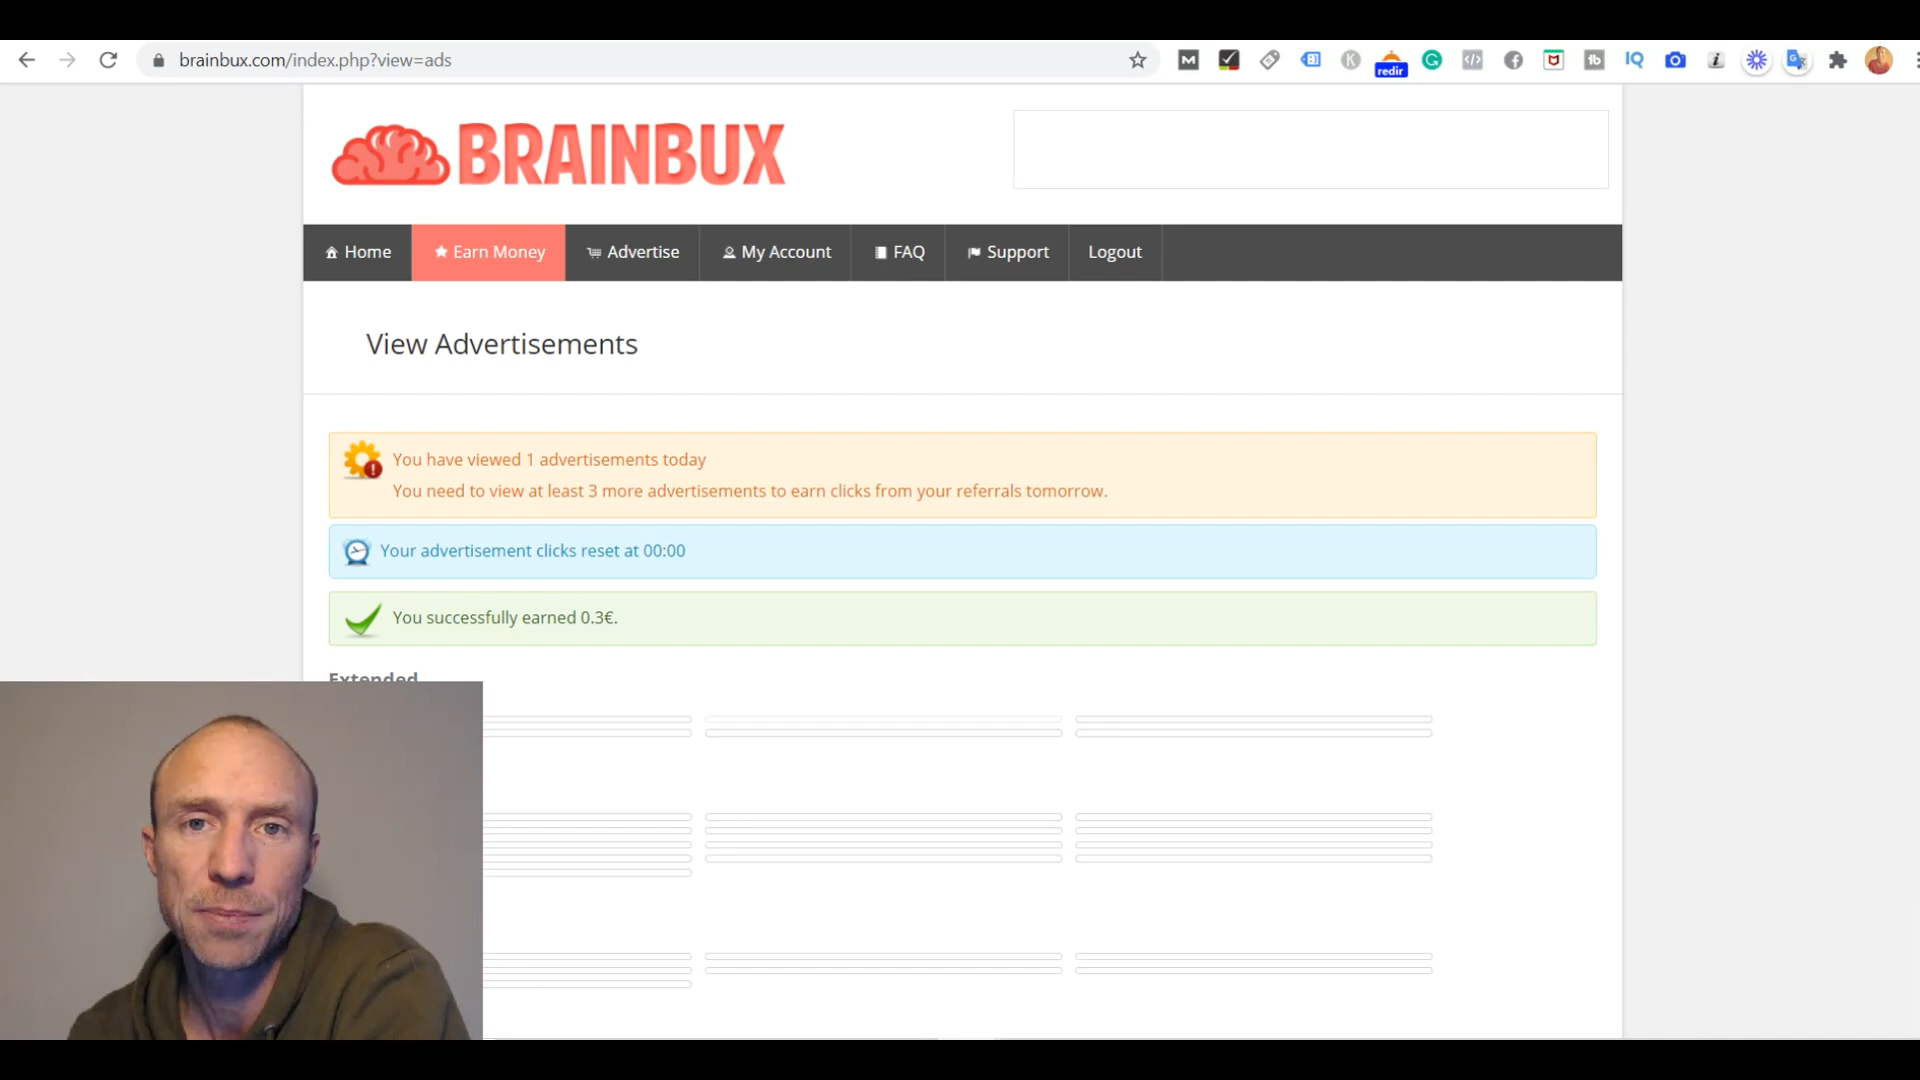 brainbux.com/index.php?view=ads
redir
BRAINBUX
Home
Earn Money
Advertise
My Account
FAQ
Support
Logout
View Advertisements
You have viewed 1 advertisements today
You need to view at least 3 more advertisements to earn clicks from your referrals tomorrow.
Your advertisement clicks reset at 00:00
You successfully earned 0.3€.
Extended